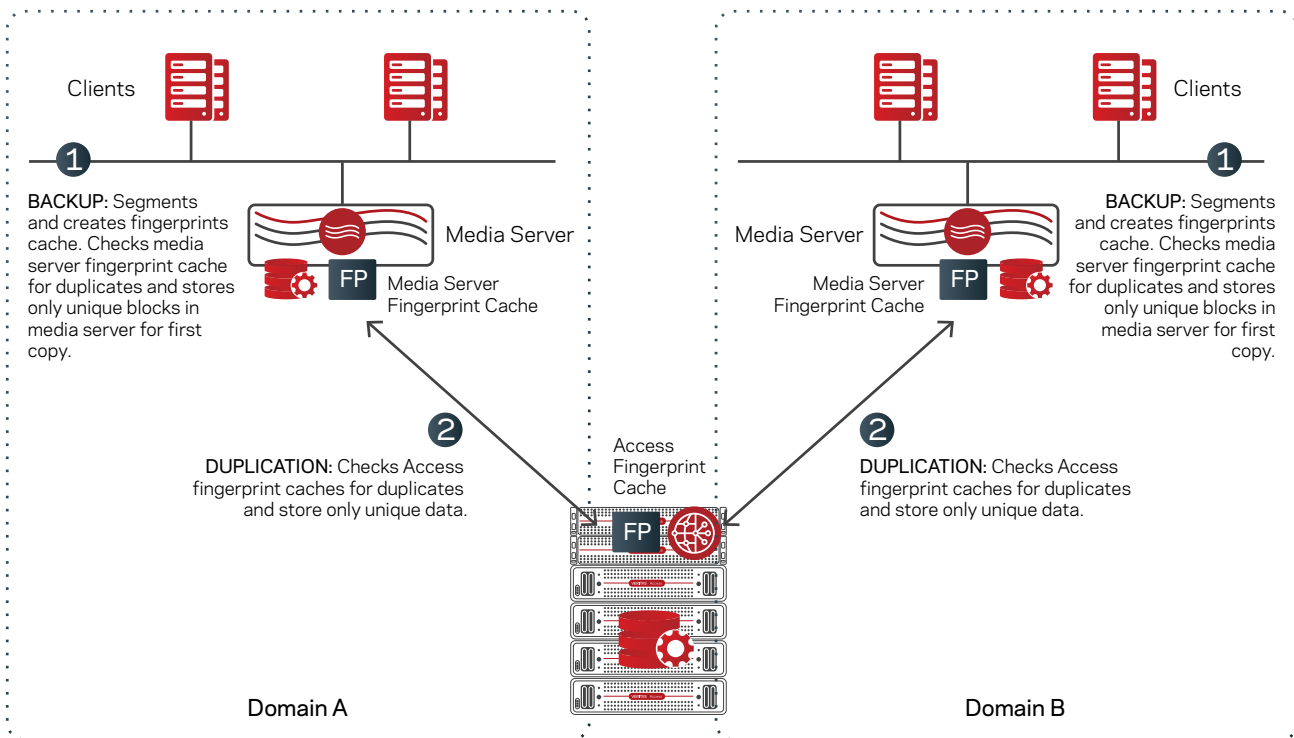 Clients
1
BACKUP: Segments
and creates fingerprints
cache. Checks media
server fingerprint cache
for duplicates and stores
only unique blocks in
media server for first
copy.
Media Server
FP
Media Server
Fingerprint Cache
2
DUPLICATION: Checks Access
fingerprint caches for duplicates
and store only unique data.
Domain A
Access
Fingerprint
Cache
FP
VERITAS Access
VERITAS Access
Clients
1
BACKUP: Segments
and creates fingerprints
cache. Checks media
server fingerprint cache
for duplicates and stores
only unique blocks in
media server for first
copy.
Media Server
Media Server
Fingerprint Cache
FP
2
DUPLICATION: Checks Access
fingerprint caches for duplicates
and store only unique data.
Domain B